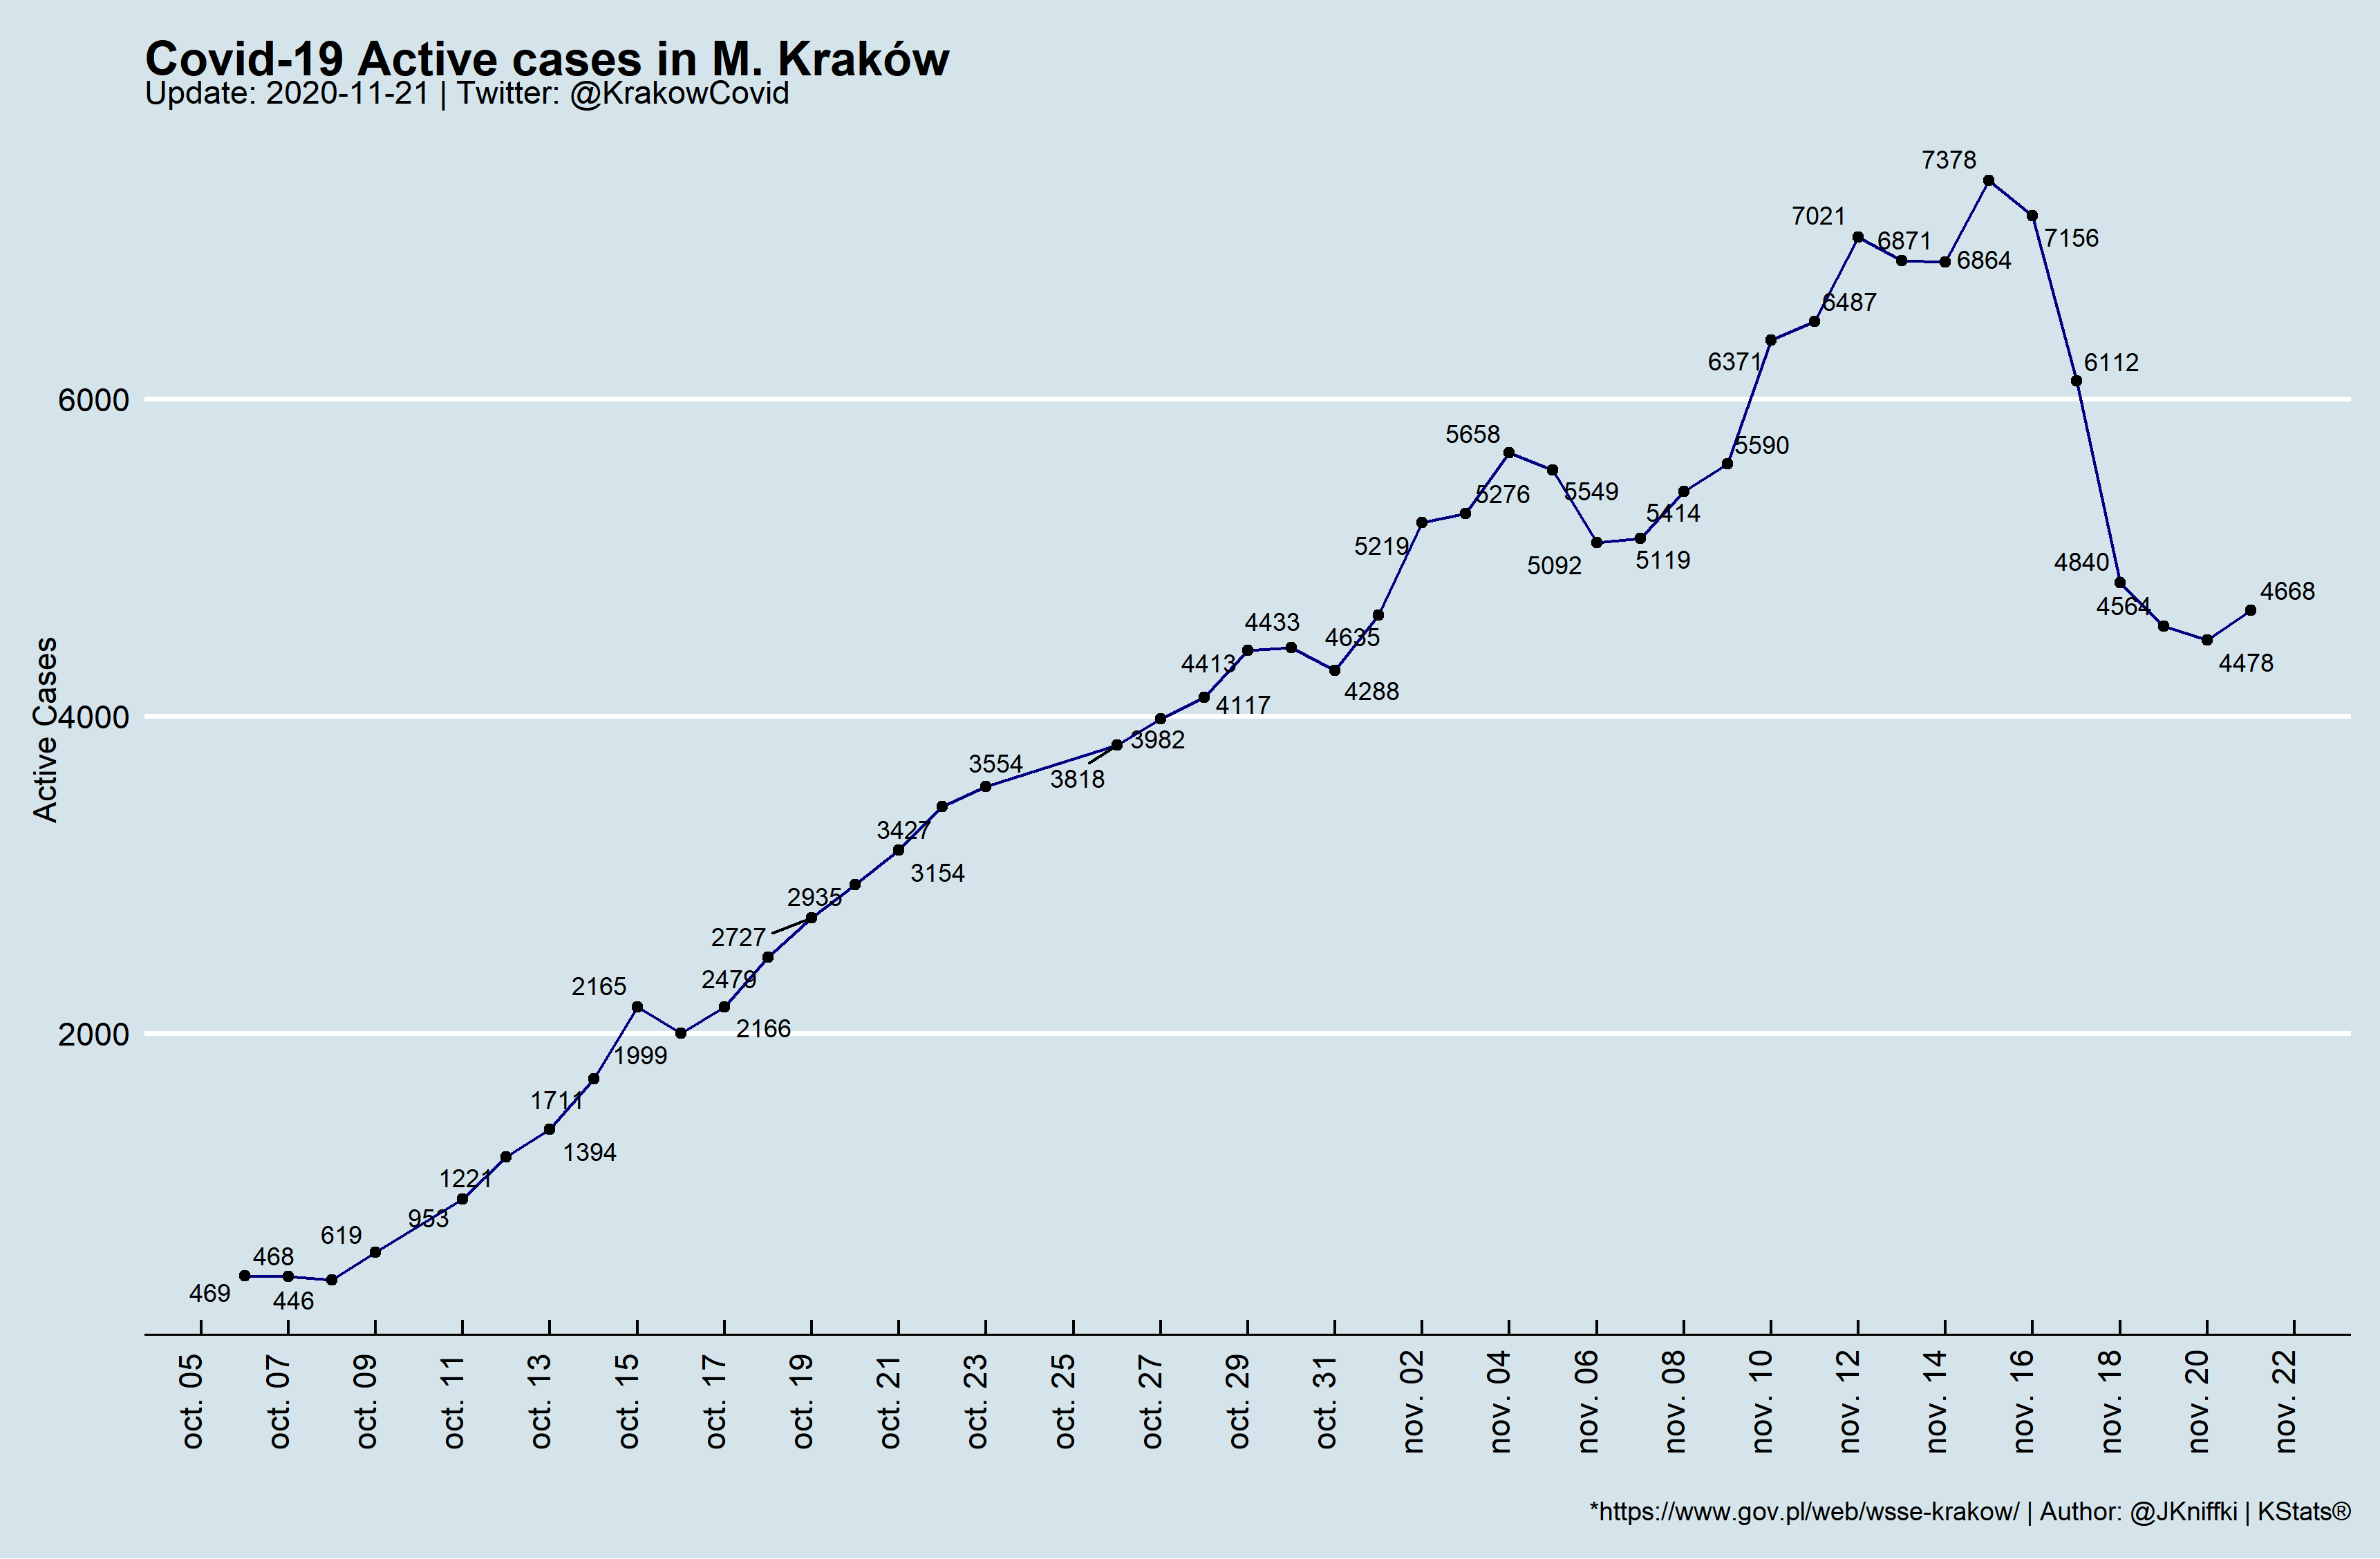 Covid-19 Active cases in M. Kraków
Update: 2020-11-21 | Twitter: @KrakowCovid
Active Cases
6000
4000
2000
469
468
446
619
953
1221
1394
1711
2165
1999
2166
2479
2727
2935
3154
3427
3554
3818
3982
4117
4413
4433
4288
4635
5219
5276
5658
5549
5092
5119
5414
5590
6371
6487
7021
6871
6864
7378
7156
6112
4840
4564
4478
4668
oct. 05
oct. 07
oct. 09
oct. 11
oct. 13
oct. 15
oct. 17
oct. 19
oct. 21
oct. 23
oct. 25
oct. 27
oct. 29
oct. 31
nov. 02
nov. 04
nov. 06
nov. 08
nov. 10
nov. 12
nov. 14
nov. 16
nov. 18
nov. 20
nov. 22
*https://www.gov.pl/web/wsse-krakow/ | Author: @JKniffki | KStats®